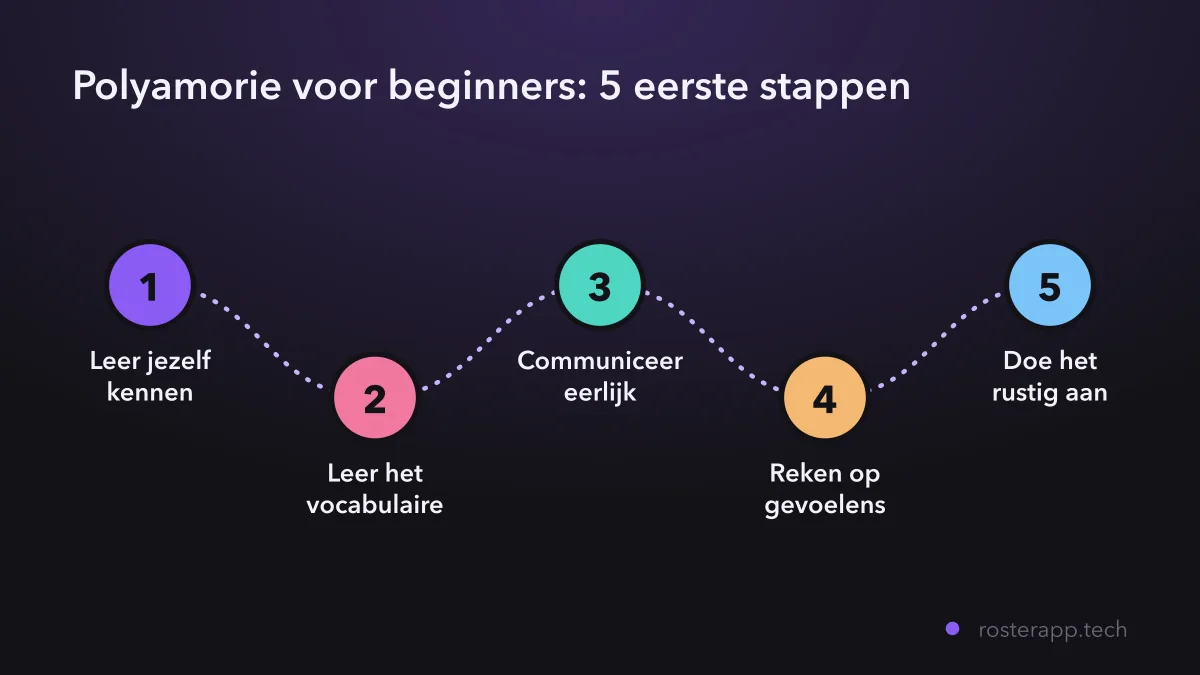 Polyamorie voor beginners: 5 eerste stappen
1
Leer jezelf
kennen
2
Leer het
vocabulaire
3
Communiceer
eerlijk
4
Reken op
gevoelens
5
Doe het
rustig aan
rosterapp.tech